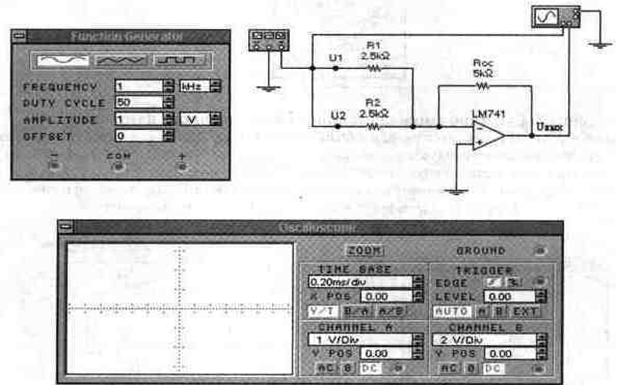 Function Generator
FREQUENCY 1 kHz
DUTY CYCLE 50
AMPLITUDE 1 V
OFFSET 0
- COM +
R1
2.5kΩ
U1
Roc
5kΩ
R2
2.5kΩ
U2
LM741
Uвых
Oscilloscope
ZOOM GROUND
TIME BASE
0.20ms/div
X POS 0.00
Y/T B/A A/B
TRIGGER
EDGE
LEVEL 0.00
AUTO A B EXT
CHANNEL A
1 V/Div
Y POS 0.00
AC 0 DC
CHANNEL B
2 V/Div
Y POS 0.00
AC 0 DC